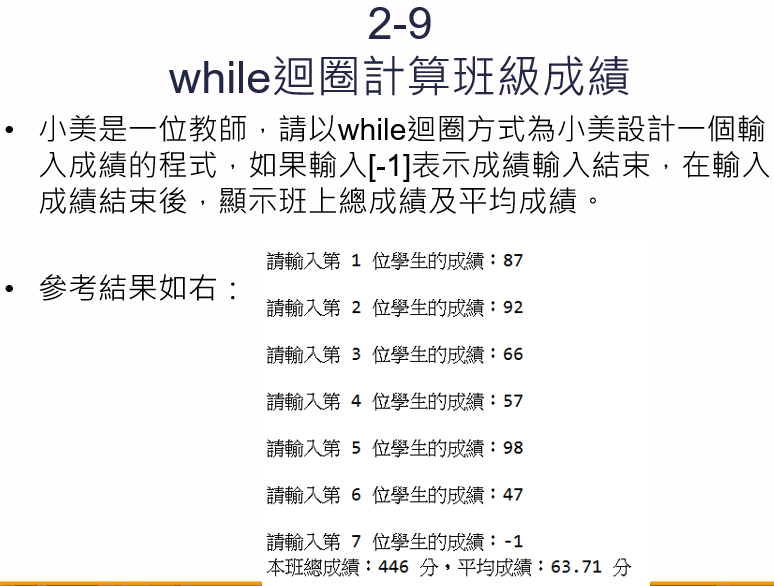 2-9
while迴圈計算班級成績
• 小美是一位教師，請以while迴圈方式為小美設計一個輸
入成績的程式，如果輸入[-1]表示成績輸入結束，在輸入
成績結束後，顯示班上總成績及平均成績。
• 參考結果如右：
請輸入第 1 位學生的成績：87
請輸入第 2 位學生的成績：92
請輸入第 3 位學生的成績：66
請輸入第 4 位學生的成績：57
請輸入第 5 位學生的成績：98
請輸入第 6 位學生的成績：47
請輸入第 7 位學生的成績：-1
本班總成績：446 分，平均成績：63.71 分